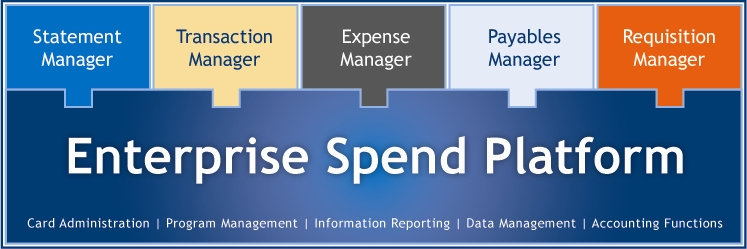 Statement
Manager
Transaction
Manager
Expense
Manager
Payables
Manager
Requisition
Manager
Enterprise Spend Platform
Card Administration | Program Management | Information Reporting | Data Management | Accounting Functions